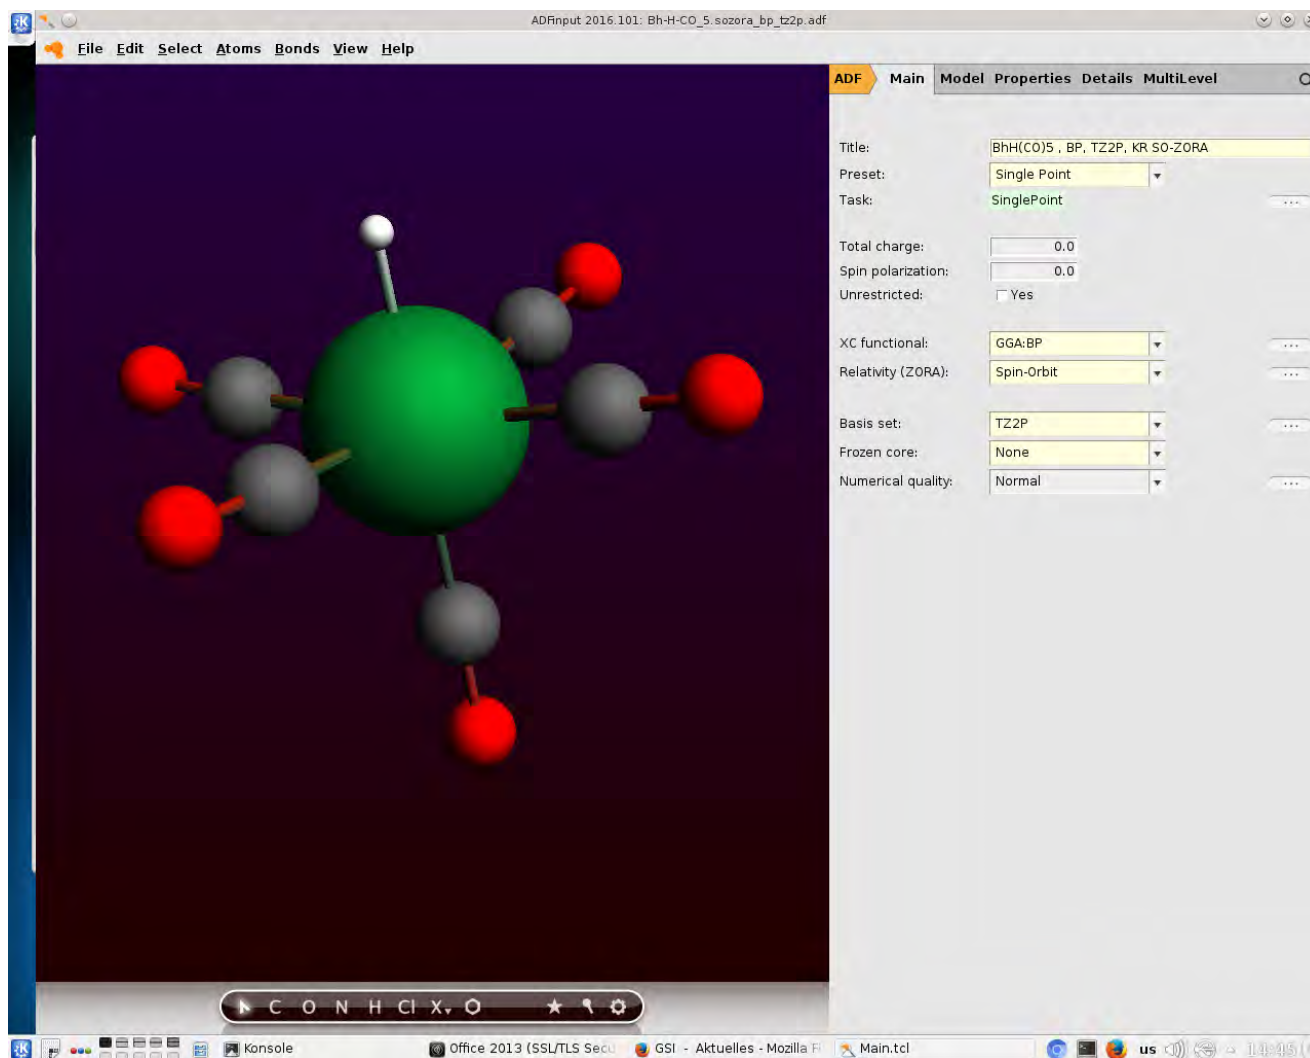 ADFinput 2016.101: Bh-H-CO_5.sozora_bp_tz2p.adf
File Edit Select Atoms Bonds View Help
ADF Main Model Properties Details MultiLevel
Title: BhH(CO)5 , BP, TZ2P, KR SO-ZORA
Preset: Single Point
Task: SinglePoint ...
Total charge: 0.0
Spin polarization: 0.0
Unrestricted: Yes
XC functional: GGA:BP ...
Relativity (ZORA): Spin-Orbit ...
Basis set: TZ2P ...
Frozen core: None
Numerical quality: Normal ...
C O N H Cl X
Konsole Office 2013 (SSL/TLS Secu GSI - Aktuelles - Mozilla Fi Main.tcl us